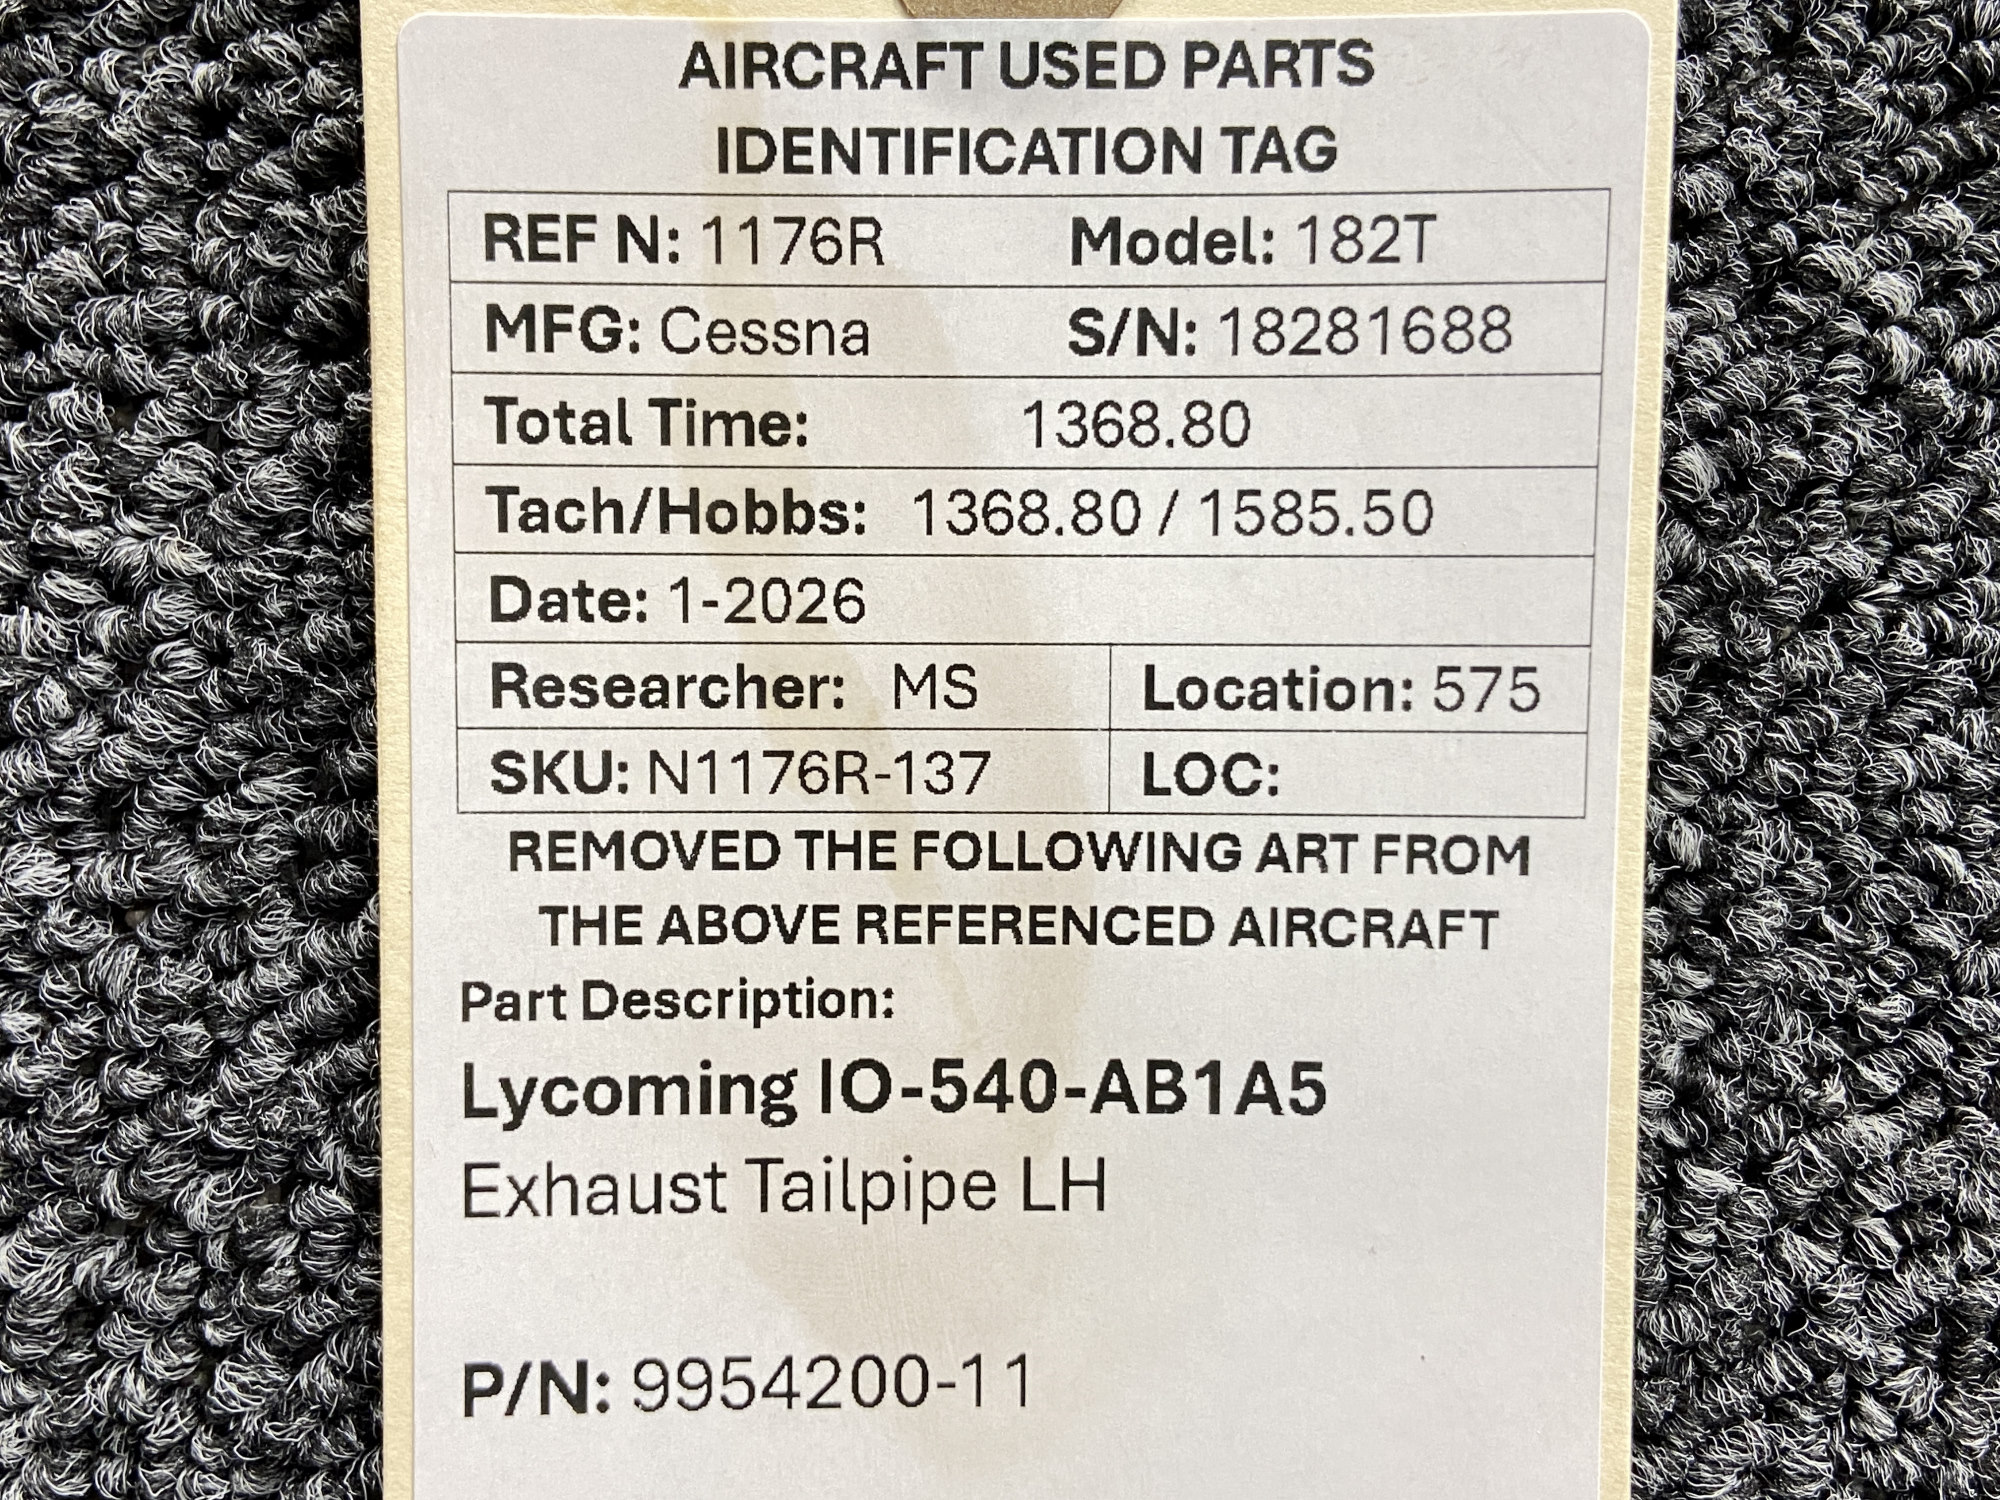 AIRCRAFT USED PARTS
IDENTIFICATION TAG
REF N: 1176R Model: 182T
MFG: Cessna S/N: 18281688
Total Time: 1368.80
Tach/Hobbs: 1368.80 / 1585.50
Date: 1-2026
Researcher: MS Location: 575
SKU: N1176R-137 LOC:
REMOVED THE FOLLOWING ART FROM
THE ABOVE REFERENCED AIRCRAFT
Part Description:
Lycoming IO-540-AB1A5
Exhaust Tailpipe LH
P/N: 9954200-11